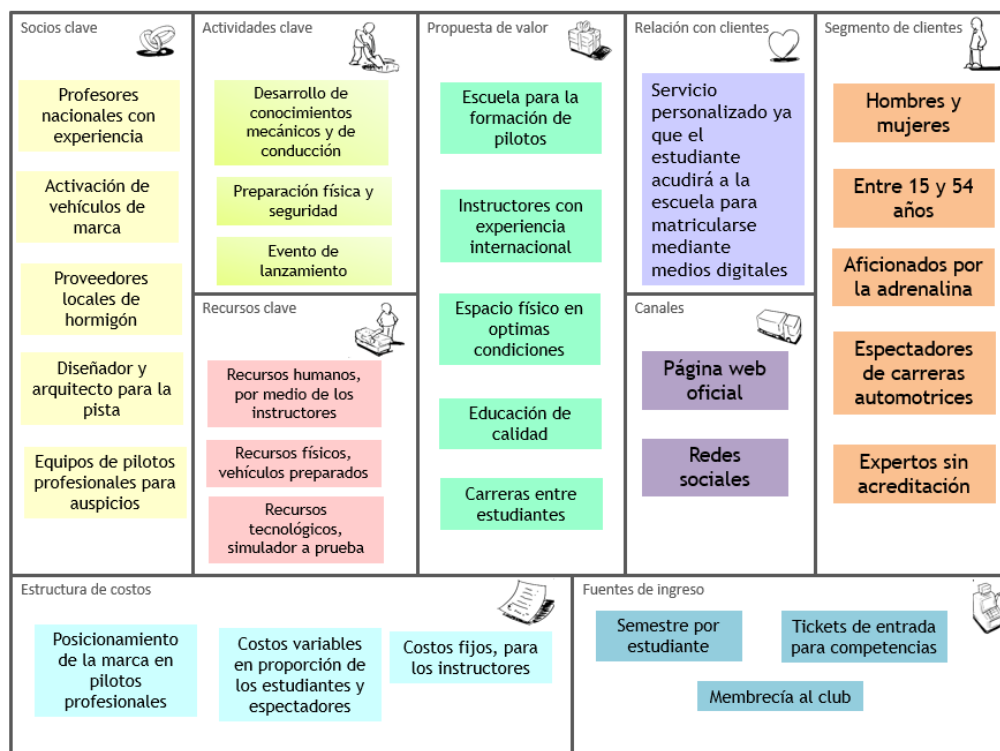 Socios clave
Profesores
nacionales con
experiencia
Activación de
vehículos de
marca
Proveedores
locales de
hormigón
Diseñador y
arquitecto para la
pista
Equipos de pilotos
profesionales para
auspicios
Actividades clave
Desarrollo de
conocimientos
mecánicos y de
conducción
Preparación física y
seguridad
Evento de
lanzamiento
Recursos clave
Recursos humanos,
por medio de los
instructores
Recursos físicos,
vehículos preparados
Recursos
tecnológicos,
simulador a prueba
Propuesta de valor
Escuela para la
formación de
pilotos
Instructores con
experiencia
internacional
Espacio físico en
optimas
condiciones
Educación de
calidad
Carreras entre
estudiantes
Relación con clientes
Servicio
personalizado ya
que el
estudiante
acudirá a la
escuela para
matricularse
mediante
medios digitales
Canales
Página web
oficial
Redes
sociales
Segmento de clientes
Hombres y
mujeres
Entre 15 y 54
años
Aficionados por
la adrenalina
Espectadores
de carreras
automotrices
Expertos sin
acreditación
Estructura de costos
Posicionamiento
de la marca en
pilotos
profesionales
Costos variables
en proporción de
los estudiantes y
espectadores
Costos fijos, para
los instructores
Fuentes de ingreso
Semestre por
estudiante
Tickets de entrada
para competencias
Membrecía al club